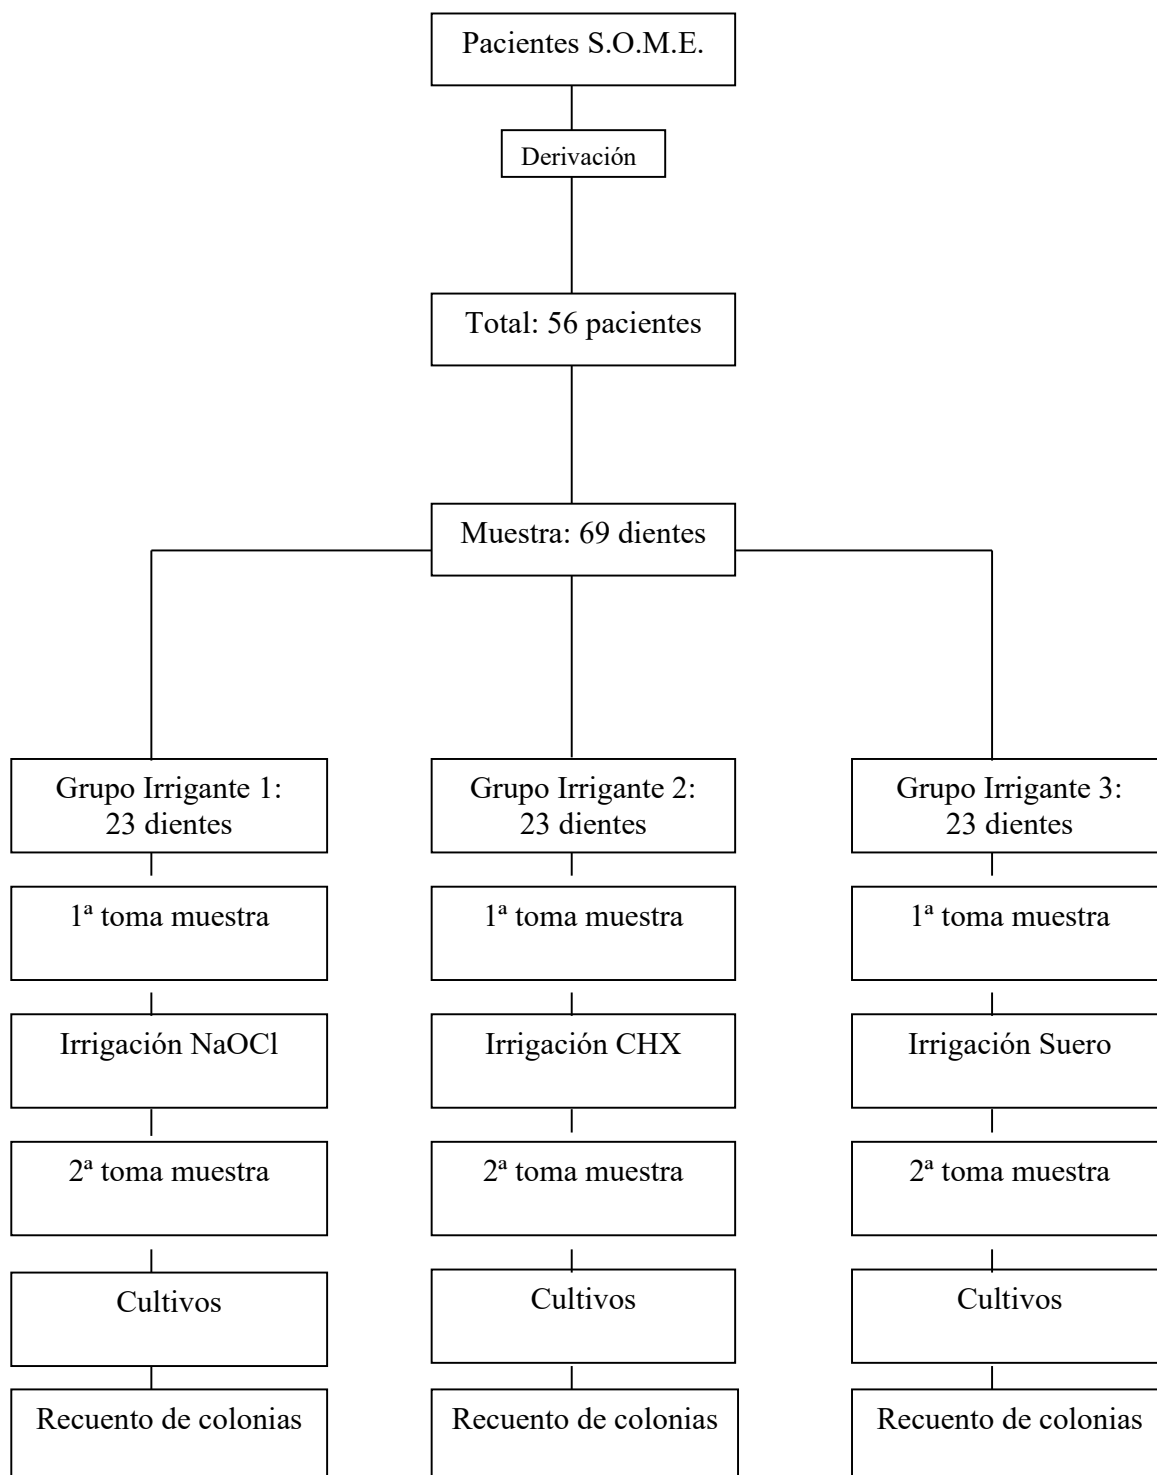 Pacientes S.O.M.E.
Derivación
Total: 56 pacientes
Muestra: 69 dientes
Grupo Irrigante 1:
23 dientes
Grupo Irrigante 2:
23 dientes
Grupo Irrigante 3:
23 dientes
1ª toma muestra
1ª toma muestra
1ª toma muestra
Irrigación NaOCl
Irrigación CHX
Irrigación Suero
2ª toma muestra
2ª toma muestra
2ª toma muestra
Cultivos
Cultivos
Cultivos
Recuento de colonias
Recuento de colonias
Recuento de colonias